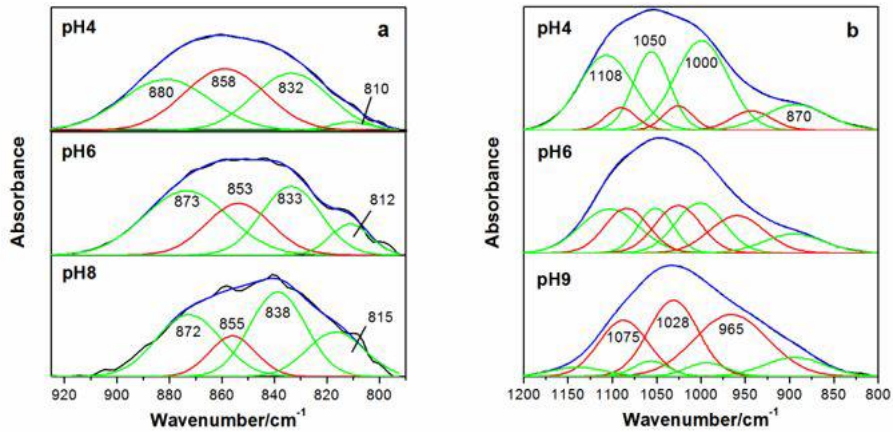 pH4
a
880
858
832
810
pH6
873
853
833
812
pH8
872
855
838
815
920
900
880
860
840
820
800
Wavenumber/cm-1
Absorbance
pH4
b
1108
1050
1000
870
pH6
pH9
1075
1028
965
1200 1150 1100 1050 1000 950 900 850 800
Wavenumber/cm-1
Absorbance